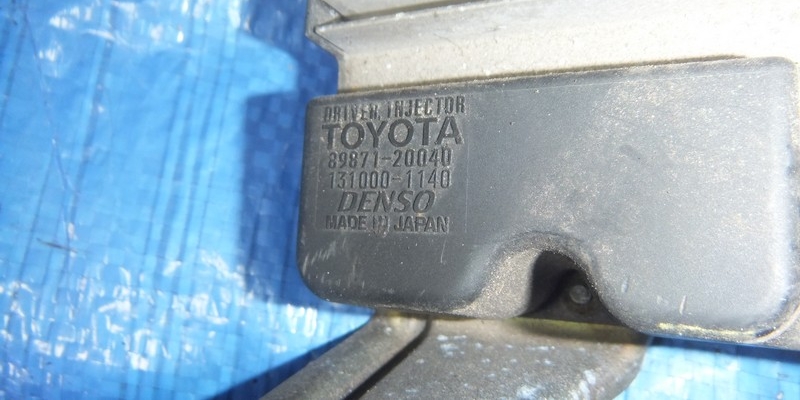 DRIVER, INJECTOR
TOYOTA
89871-20040
131000-1140
DENSO
MADE IN JAPAN